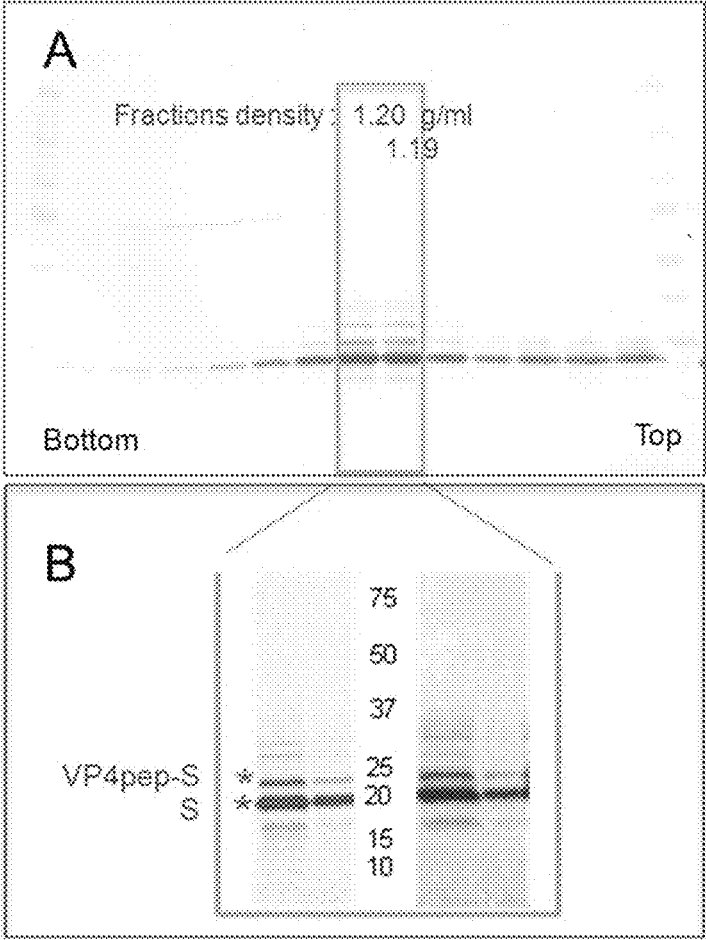 A
Fractions density : 1.20 g/ml
1.19
Bottom
Top
B
75
50
37
VP4pep-S *
25
S *
20
15
10